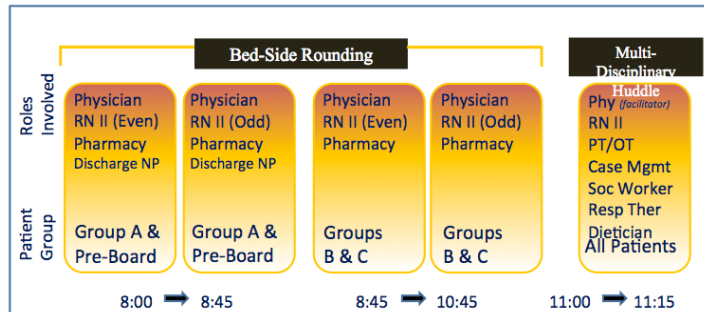 Bed-Side Rounding
Multi-
Disciplinary
Huddle
Roles
Involved
Physician
RN II (Even)
Pharmacy
Discharge NP
Physician
RN II (Odd)
Pharmacy
Discharge NP
Physician
RN II (Even)
Pharmacy
Physician
RN II (Odd)
Pharmacy
Phy (facilitator)
RN II
PT/OT
Case Mgmt
Soc Worker
Resp Ther
Dietician
Patient
Group
Group A &
Pre-Board
Group A &
Pre-Board
Groups
B & C
Groups
B & C
All Patients
8:00 ➡ 8:45
8:45 ➡ 10:45
11:00 ➡ 11:15